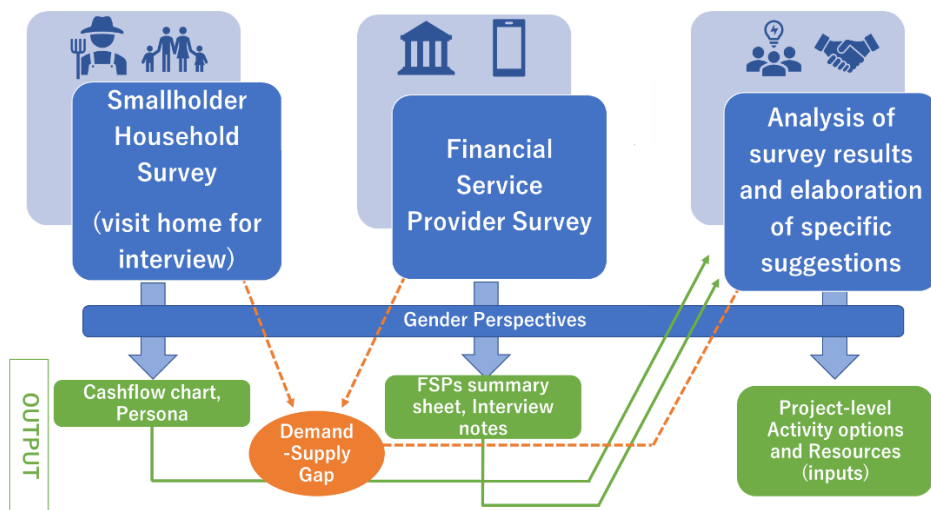 Smallholder
Household
Survey
(visit home for
interview)
Financial
Service
Provider Survey
Analysis of
survey results
and elaboration
of specific
suggestions
Gender Perspectives
OUTPUT
Cashflow chart,
Persona
Demand
-Supply
Gap
FSPs summary
sheet, Interview
notes
Project-level
Activity options
and Resources
(inputs)